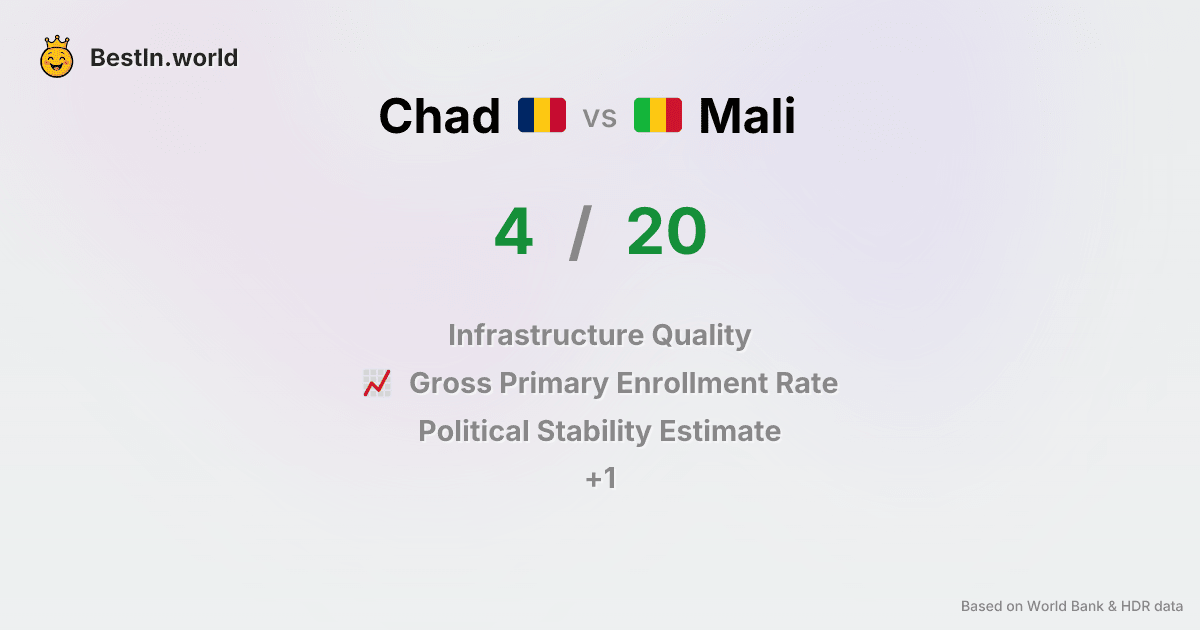 BestIn.world
Chad vs Mali
4 / 20
Infrastructure Quality
Gross Primary Enrollment Rate
Political Stability Estimate
+1
Based on World Bank & HDR data